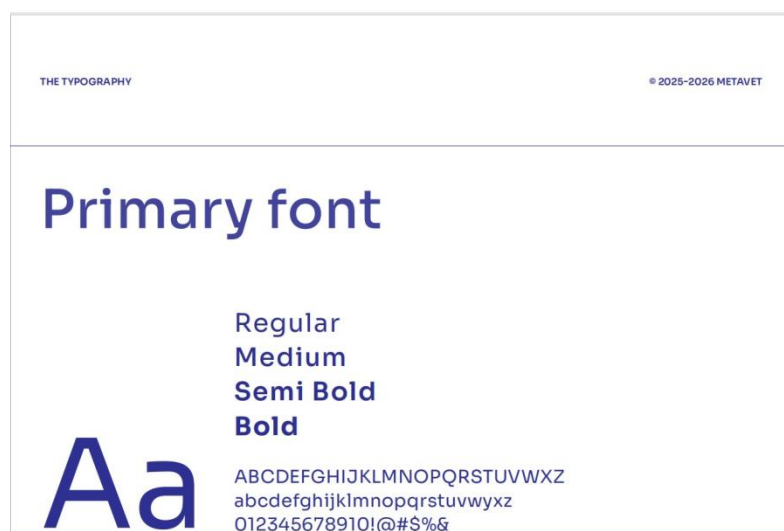 THE TYPOGRAPHY
© 2025-2026 METAVET
Primary font
Regular
Medium
Semi Bold
Bold
Aa
ABCDEFGHIJKLMNOPQRSTUVWXZ
abcdefghijklmnopqrstuvwyxz
012345678910!@#$%&